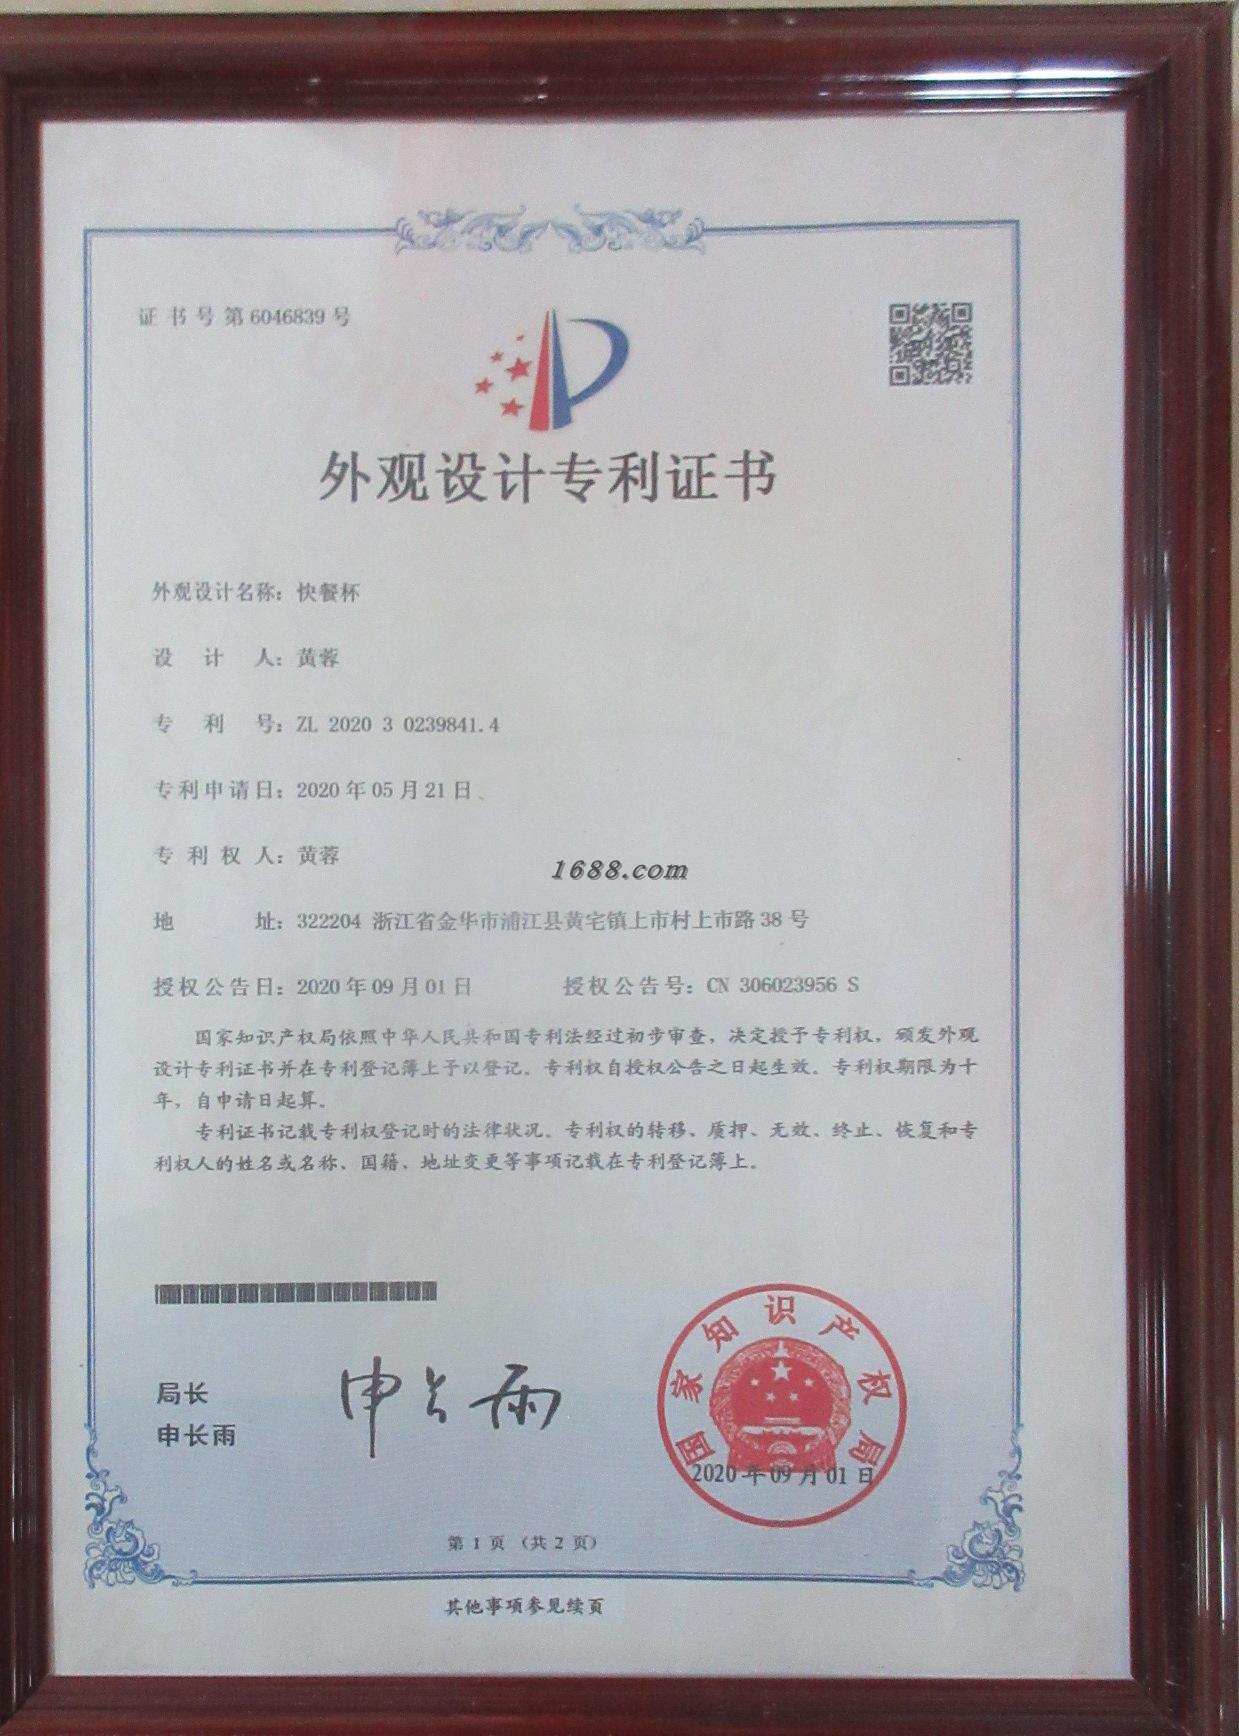 证书号第6046839号
外观设计专利证书
外观设计名称：快餐杯
设计人：黄蓉
专利号：ZL 2020 3 0239841.4
专利申请日：2020年05月21日
专利权人：黄蓉
1688.com
地址：322204 浙江省金华市浦江县黄宅镇上市村上市路38号
授权公告日：2020年09月01日 授权公告号：CN 306023956 S
国家知识产权局依照中华人民共和国专利法经过初步审查，决定授予专利权，颁发外观
设计专利证书并在专利登记簿上予以登记。专利权自授权公告之日起生效。专利权期限为十
年，自申请日起算。
专利证书记载专利权登记时的法律状况。专利权的转移、质押、无效、终止、恢复和专
利权人的姓名或名称、国籍、地址变更等事项记载在专利登记簿上。
局长
申长雨
申长雨
国家知识产权局
2020年09月01日
第1页（共2页）
其他事项参见续页